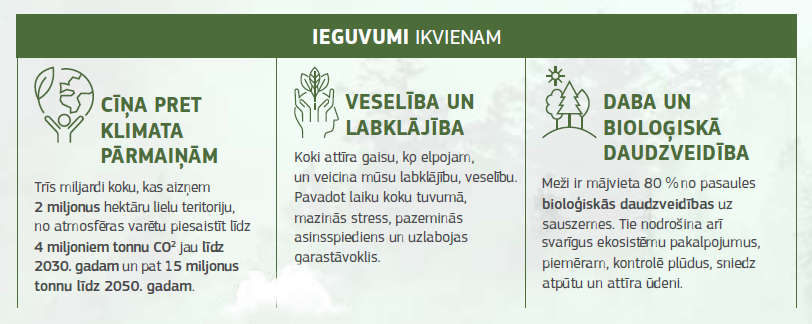 IEGUVUMI IKVIENAM
CĪŅA PRET
KLIMATA
PĀRMAIŅĀM
Trīs miljardi koku, kas aizņem
2 miljonus hektāru lielu teritoriju,
no atmosfēras varētu piesaistīt līdz
4 miljoniem tonnu CO² jau līdz
2030. gadam un pat 15 miljonus
tonnu līdz 2050. gadam.
VESELĪBA UN
LABKLĀJĪBA
Koki attīra gaisu, ko elpojam,
un veicina mūsu labklājību, veselību.
Pavadot laiku koku tuvumā,
mazinās stress, pazeminās
asinsspiediens un uzlabojas
garastāvoklis.
DABA UN
BIOLOĢISKĀ
DAUDZVEIDĪBA
Meži ir mājvieta 80 % no pasaules
bioloģiskās daudzveidības uz
sauszemes. Tie nodrošina arī
svarīgus ekosistēmu pakalpojumus,
piemēram, kontrolē plūdus, sniedz
atpūtu un attīra ūdeni.